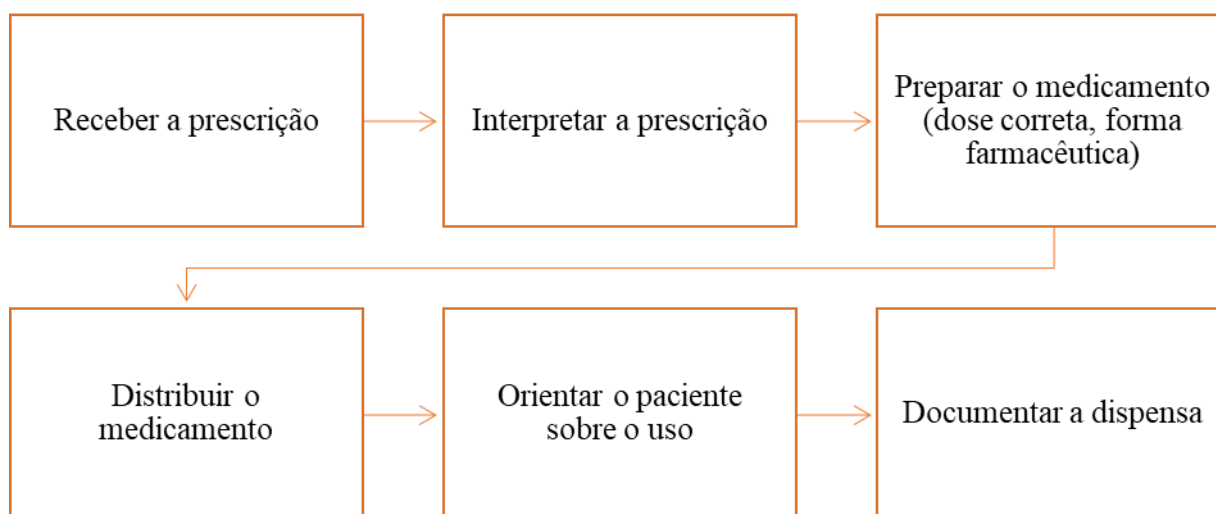 Receber a prescrição
Interpretar a prescrição
Preparar o medicamento
(dose correta, forma
farmacêutica)
Distribuir o
medicamento
Orientar o paciente
sobre o uso
Documentar a dispensa